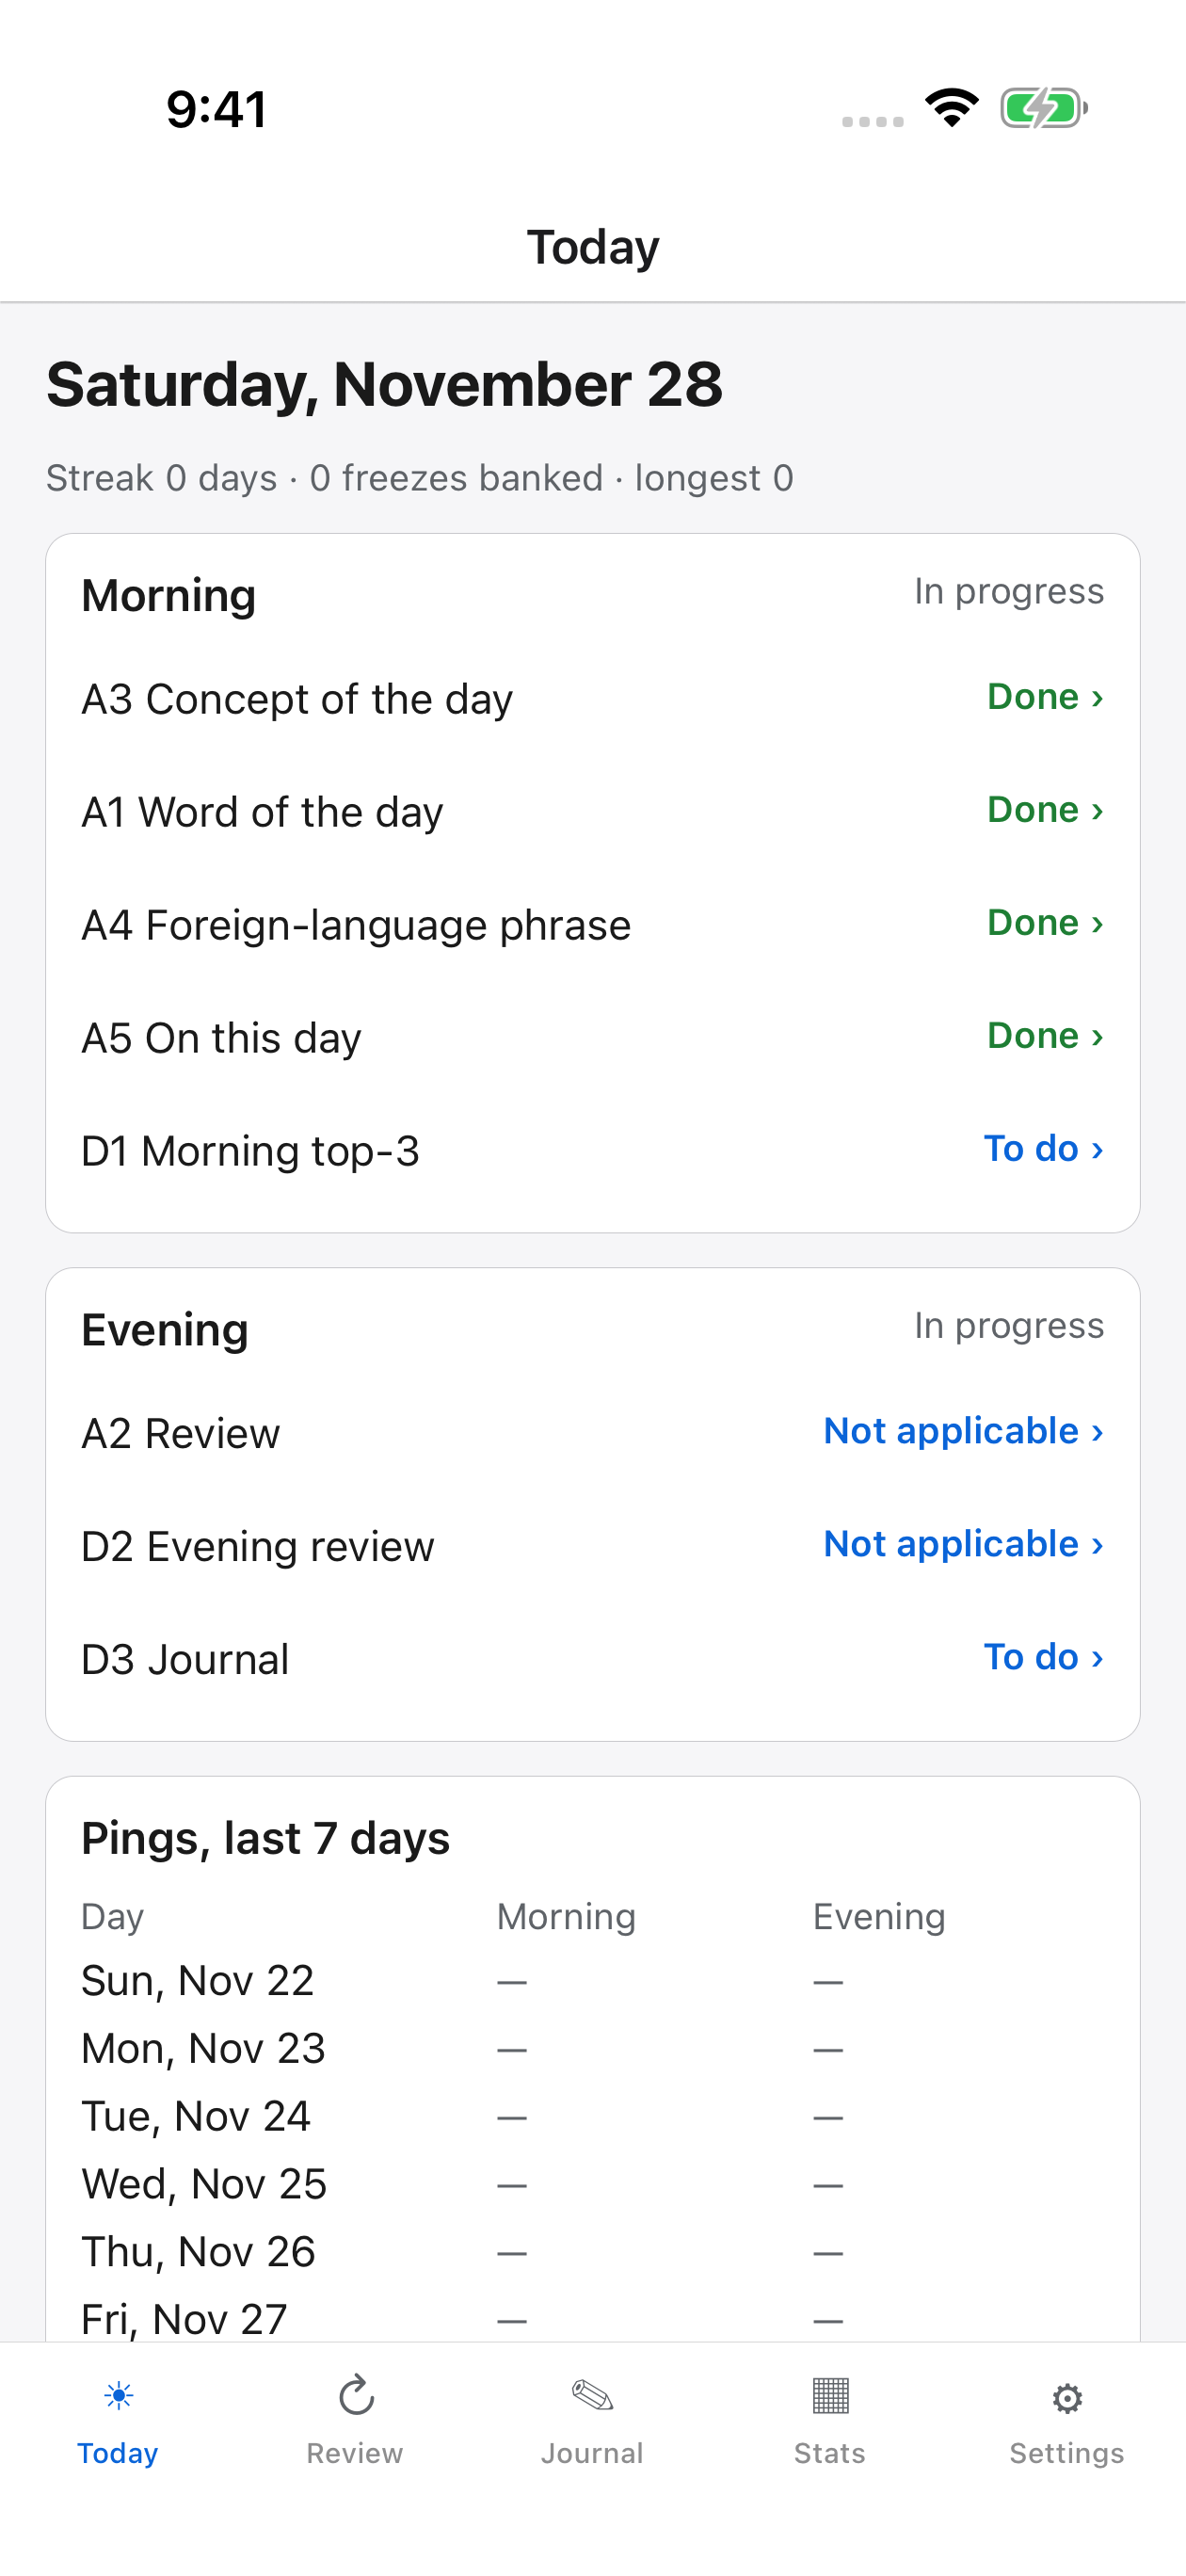 9:41
Today
Saturday, November 28
Streak 0 days · 0 freezes banked · longest 0
Morning In progress
A3 Concept of the day Done ›
A1 Word of the day Done ›
A4 Foreign-language phrase Done ›
A5 On this day Done ›
D1 Morning top-3 To do ›
Evening In progress
A2 Review Not applicable ›
D2 Evening review Not applicable ›
D3 Journal To do ›
Pings, last 7 days
Day Morning Evening
Sun, Nov 22 — —
Mon, Nov 23 — —
Tue, Nov 24 — —
Wed, Nov 25 — —
Thu, Nov 26 — —
Fri, Nov 27 — —
Today Review Journal Stats Settings